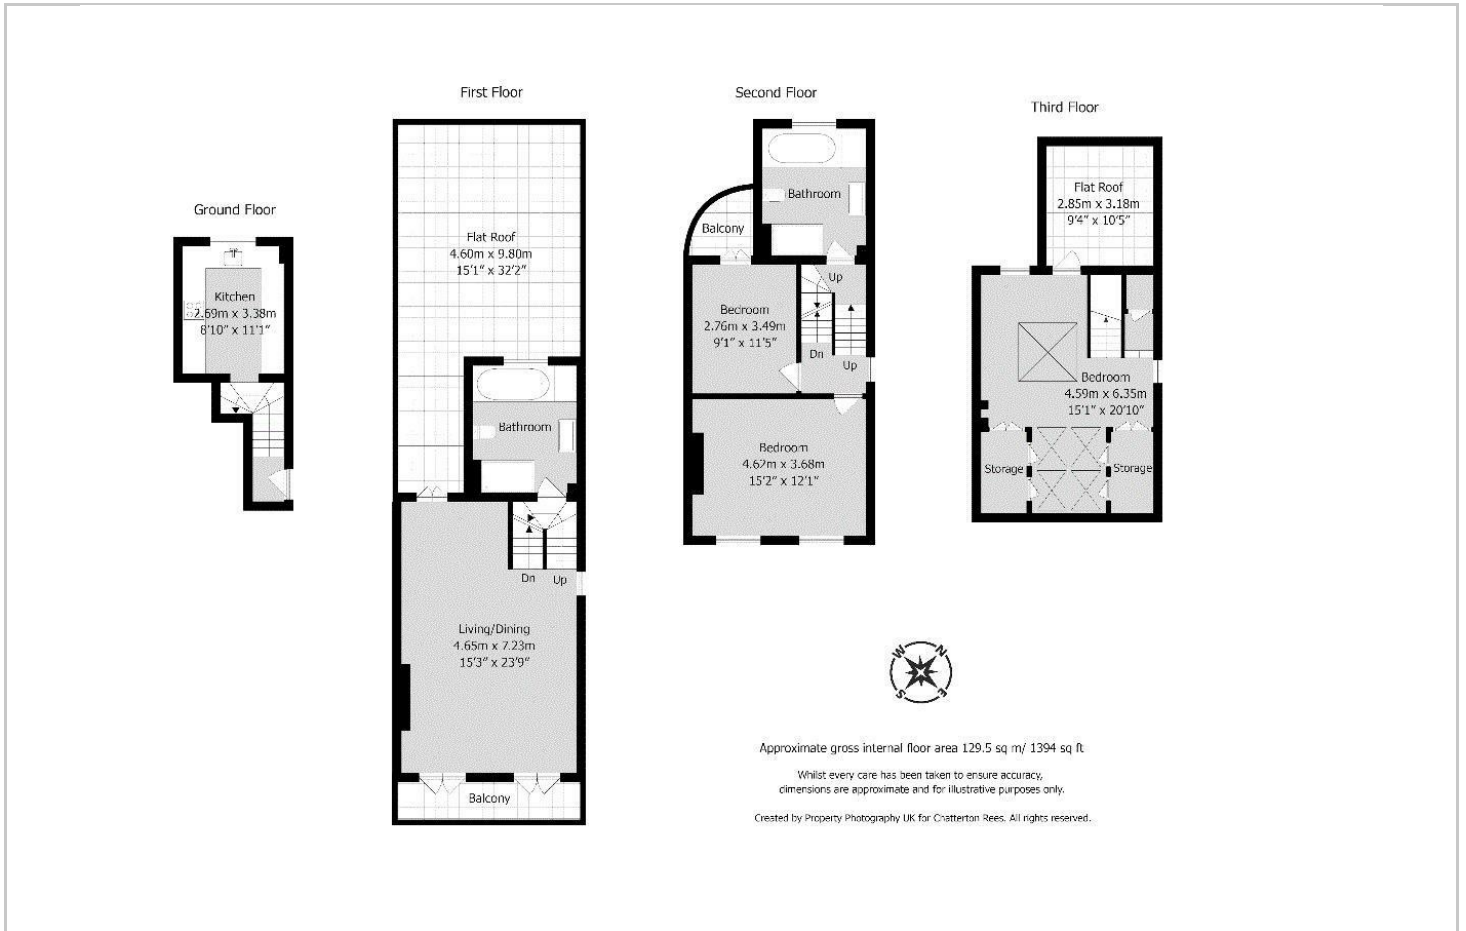 Ground Floor
Kitchen
2.69m x 3.38m
8'10" x 11'1"
First Floor
Flat Roof
4.60m x 9.80m
15'1" x 32'2"
Bathroom
Dn
Up
Living/Dining
4.65m x 7.23m
15'3" x 23'9"
Balcony
Second Floor
Bathroom
Balcony
Up
Bedroom
2.76m x 3.49m
9'1" x 11'5"
Dn
Up
Bedroom
4.62m x 3.68m
15'2" x 12'1"
Third Floor
Flat Roof
2.85m x 3.18m
9'4" x 10'5"
Bedroom
4.59m x 6.35m
15'1" x 20'10"
Storage
Storage
W
N
S
E
Approximate gross internal floor area 129.5 sq m/ 1394 sq ft
Whilst every care has been taken to ensure accuracy,
dimensions are approximate and for illustrative purposes only.
Created by Property Photography UK for Chatterton Rees. All rights reserved.